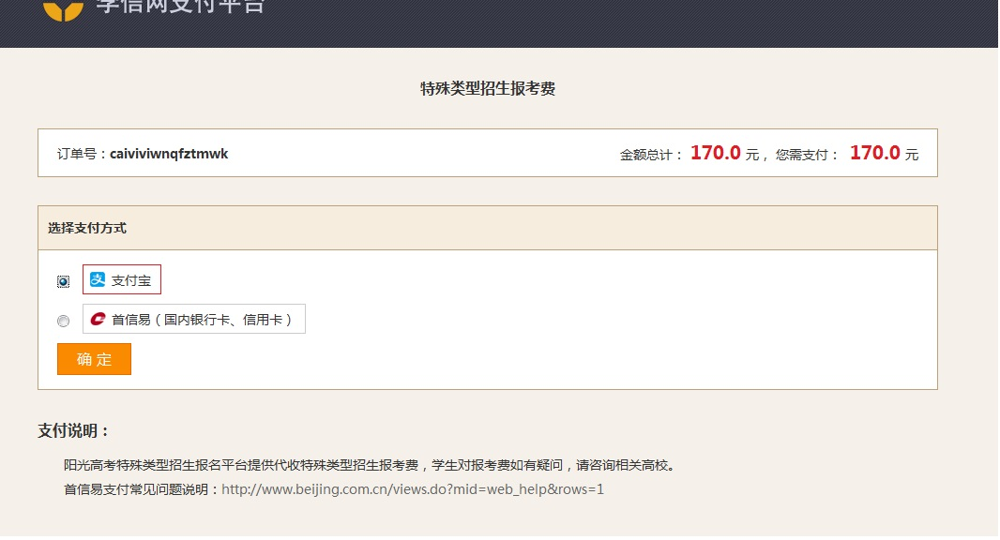 学信网支付平台
特殊类型招生报考费
订单号：caiviviwnqfztmwk 金额总计： 170.0 元， 您需支付： 170.0 元
选择支付方式
支 支付宝
首信易（国内银行卡、信用卡）
确 定
支付说明：
阳光高考特殊类型招生报名平台提供代收特殊类型招生报考费，学生对报考费如有疑问，请咨询相关高校。
首信易支付常见问题说明：http://www.beijing.com.cn/views.do?mid=web_help&rows=1